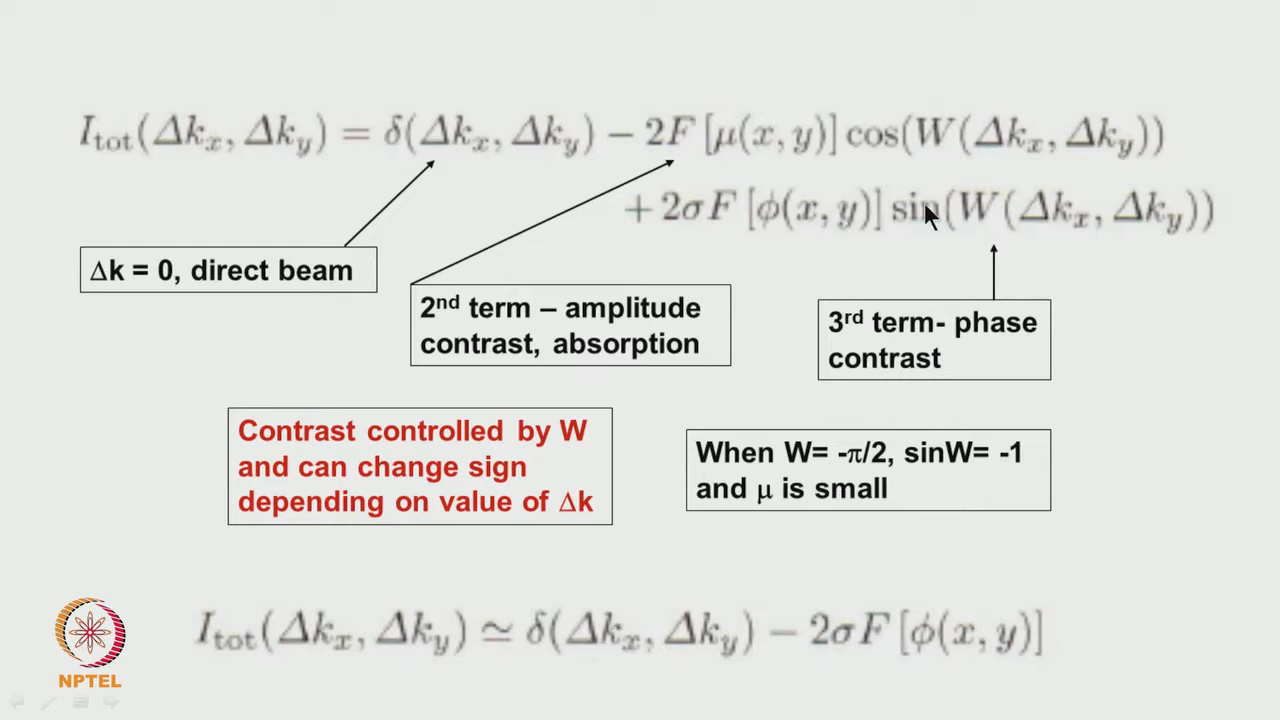 I_tot(Δk_x, Δk_y) = δ(Δk_x, Δk_y) − 2F [μ(x, y)] cos(W(Δk_x, Δk_y))
+ 2σF [ϕ(x, y)] sin(W(Δk_x, Δk_y))
Δk = 0, direct beam
2nd term – amplitude
contrast, absorption
3rd term- phase
contrast
Contrast controlled by W
and can change sign
depending on value of Δk
When W= -π/2, sinW= -1
and μ is small
I_tot(Δk_x, Δk_y) ≃ δ(Δk_x, Δk_y) − 2σF [ϕ(x, y)]
NPTEL